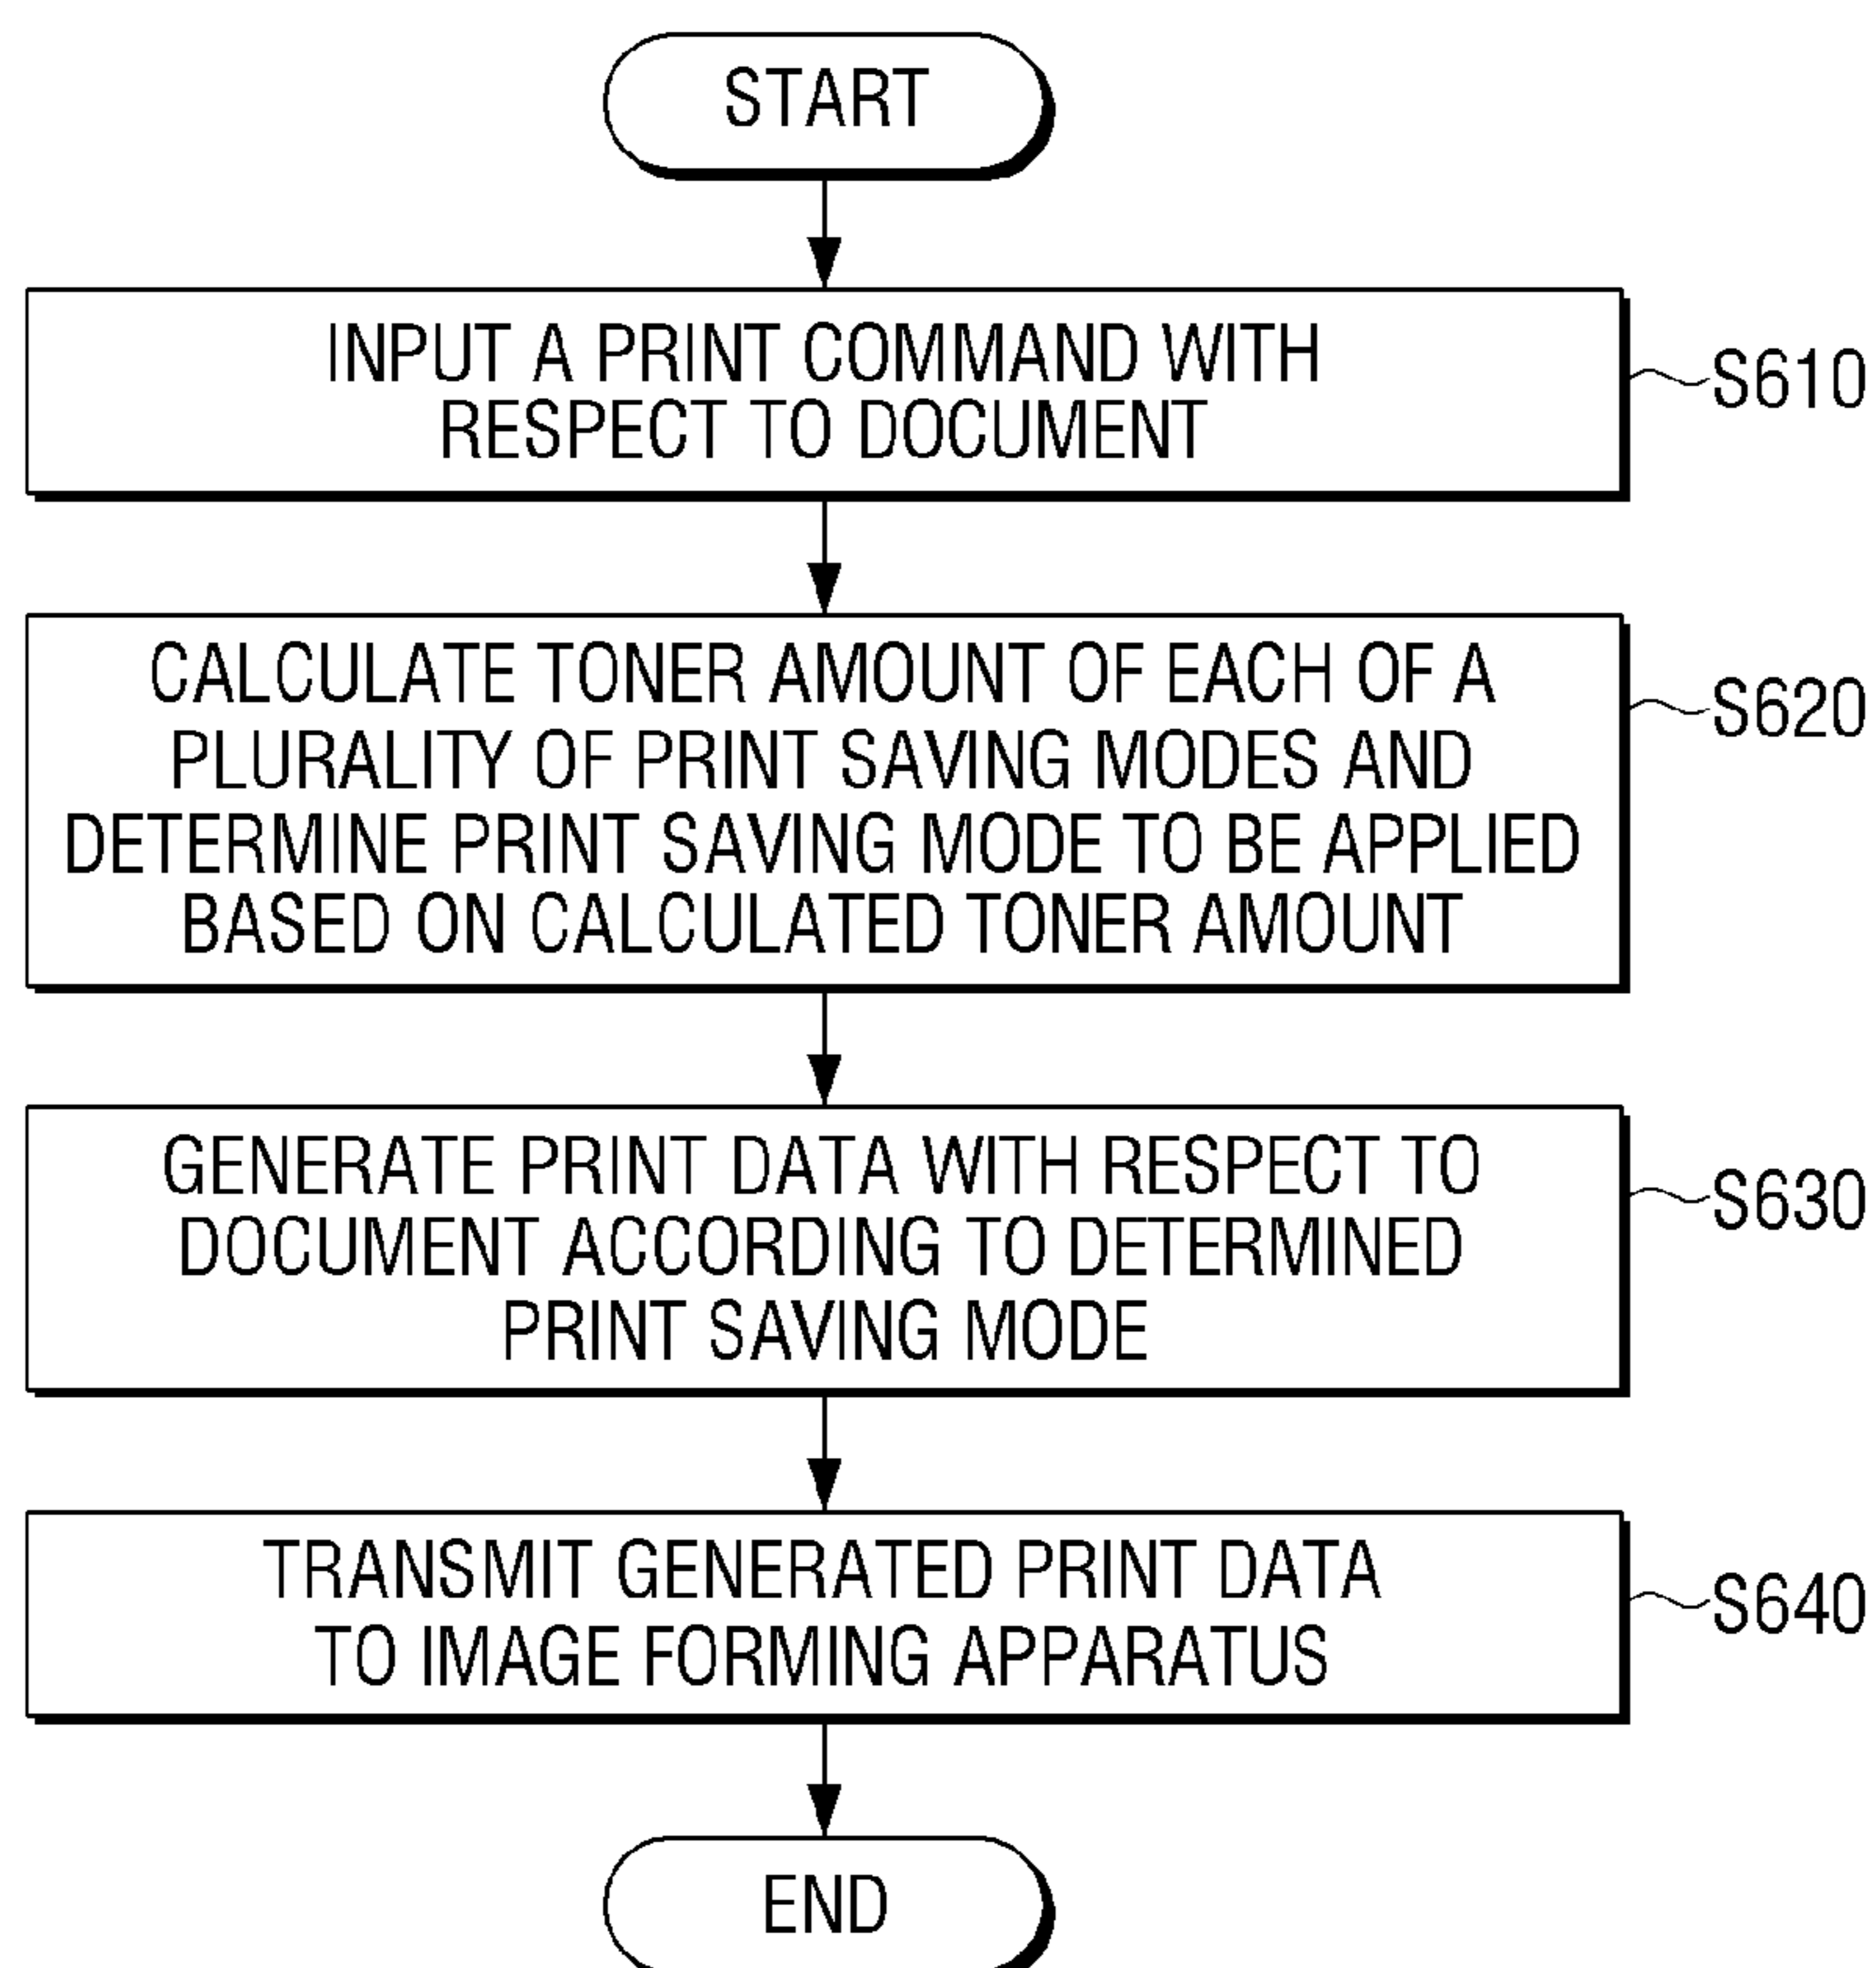 START
INPUT A PRINT COMMAND WITH
RESPECT TO DOCUMENT
S610
CALCULATE TONER AMOUNT OF EACH OF A
PLURALITY OF PRINT SAVING MODES AND
DETERMINE PRINT SAVING MODE TO BE APPLIED
BASED ON CALCULATED TONER AMOUNT
S620
GENERATE PRINT DATA WITH RESPECT TO
DOCUMENT ACCORDING TO DETERMINED
PRINT SAVING MODE
S630
TRANSMIT GENERATED PRINT DATA
TO IMAGE FORMING APPARATUS
S640
END